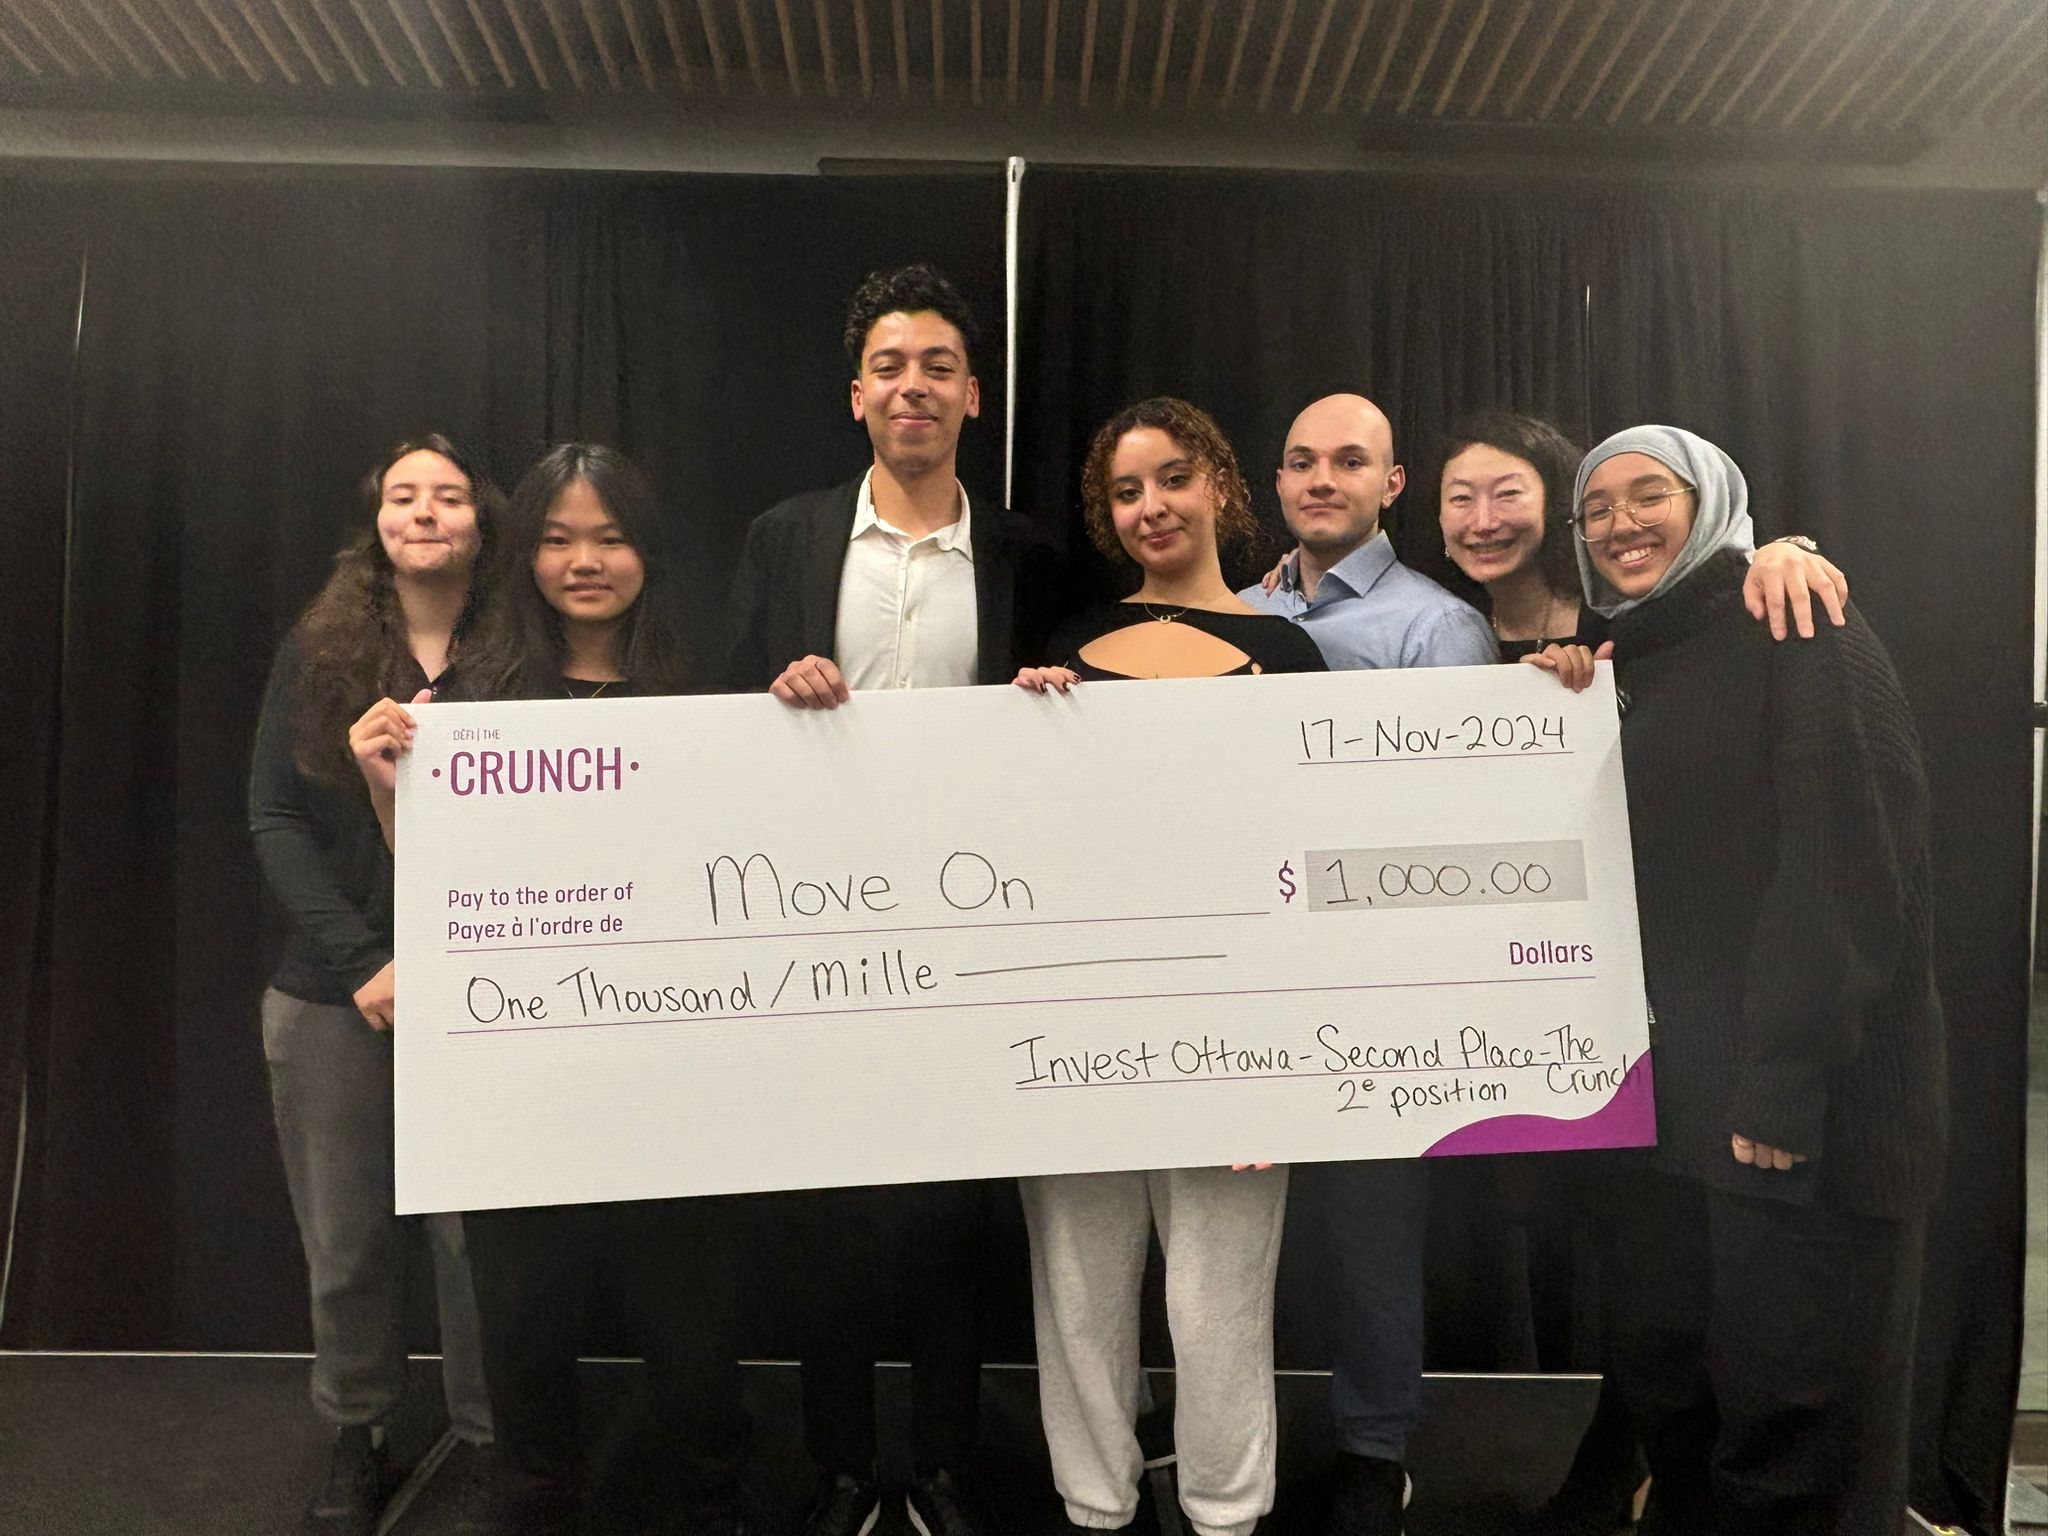 DÉFI | THE
• CRUNCH •
17-Nov-2024
Pay to the order of
Payez à l'ordre de
Move On
$ 1,000.00
One Thousand / Mille
Dollars
Invest Ottawa - Second Place - The
Crunch
2e position